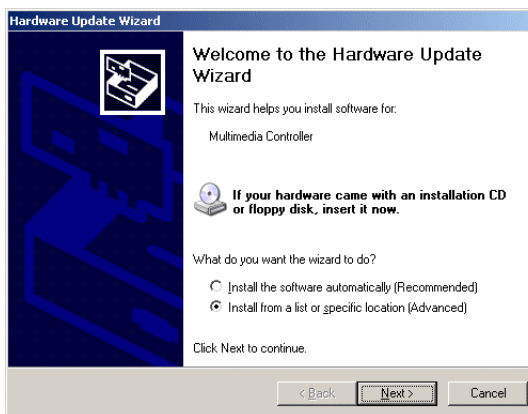 Hardware Update Wizard
Welcome to the Hardware Update
Wizard
This wizard helps you install software for:
Multimedia Controller
If your hardware came with an installation CD
or floppy disk, insert it now.
What do you want the wizard to do?
Install the software automatically (Recommended)
Install from a list or specific location (Advanced)
Click Next to continue.
< Back
Next >
Cancel